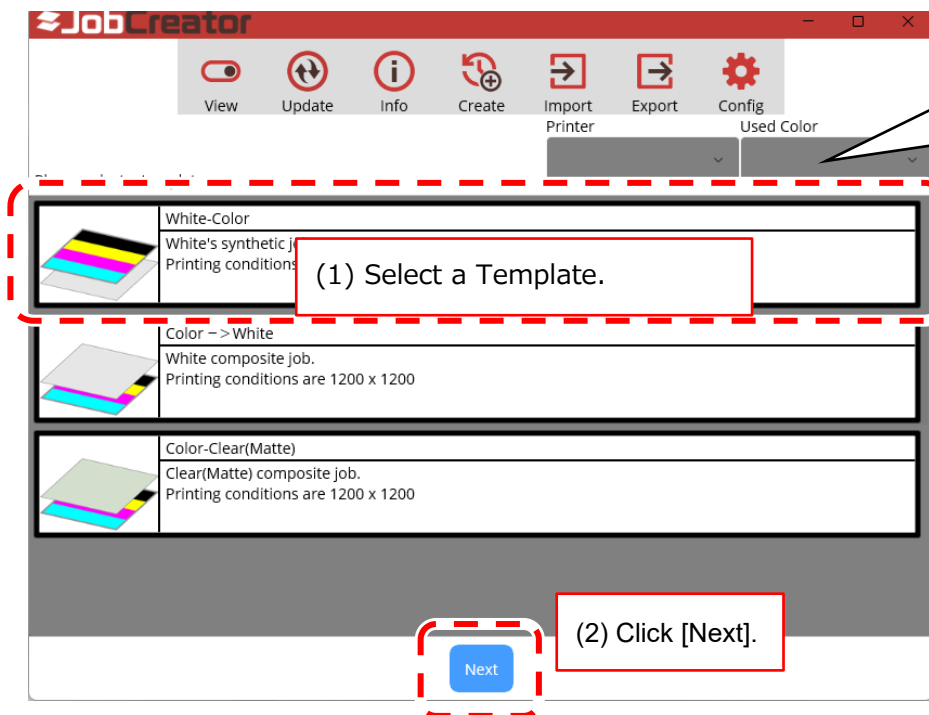 JobCreator
View Update Info Create Import Export Config
Printer Used Color
White-Color
White's synthetic
Printing conditions
(1) Select a Template.
Color −>White
White composite job.
Printing conditions are 1200 x 1200
Color-Clear(Matte)
Clear(Matte) composite job.
Printing conditions are 1200 x 1200
(2) Click [Next].
Next